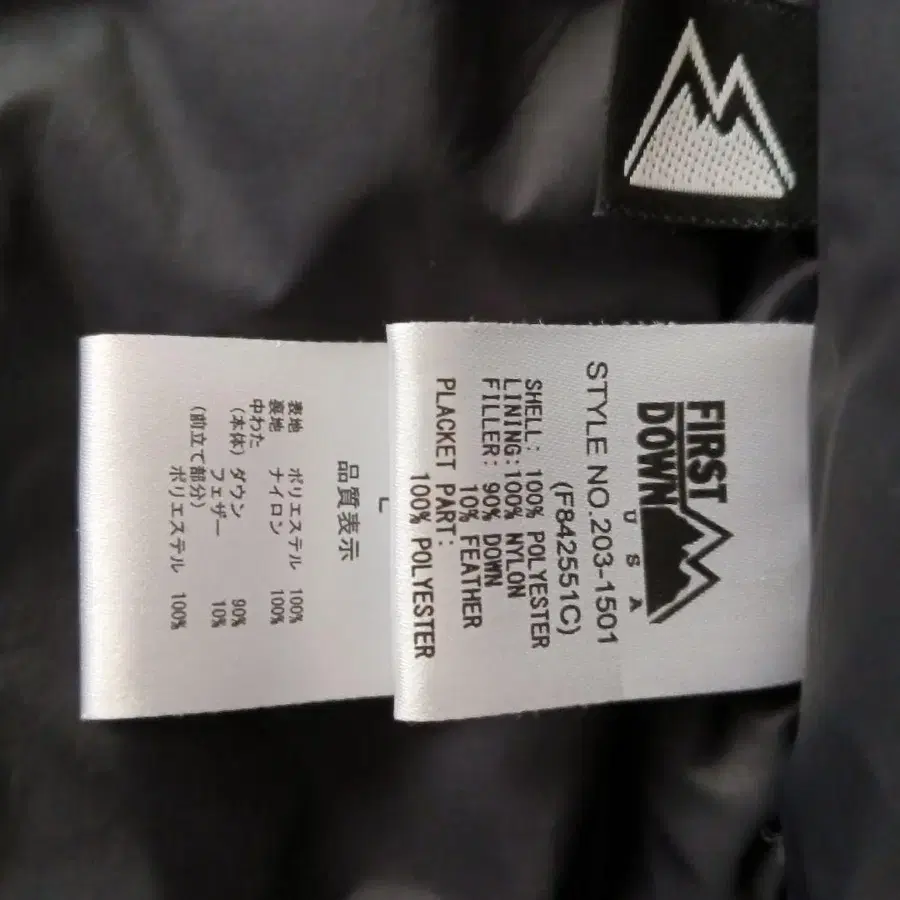 FIRST
DOWN
U S A
STYLE NO.203-1501
(F842551C)
SHELL: 100% POLYESTER
LINING:100% NYLON
FILLER: 90% DOWN
10% FEATHER
PLACKET PART:
100% POLYESTER
L
品質表示
表地 ポリエステル 100%
裏地 ナイロン 100%
中わた
(本体) ダウン 90%
フェザー 10%
(前立て部分)
ポリエステル 100%